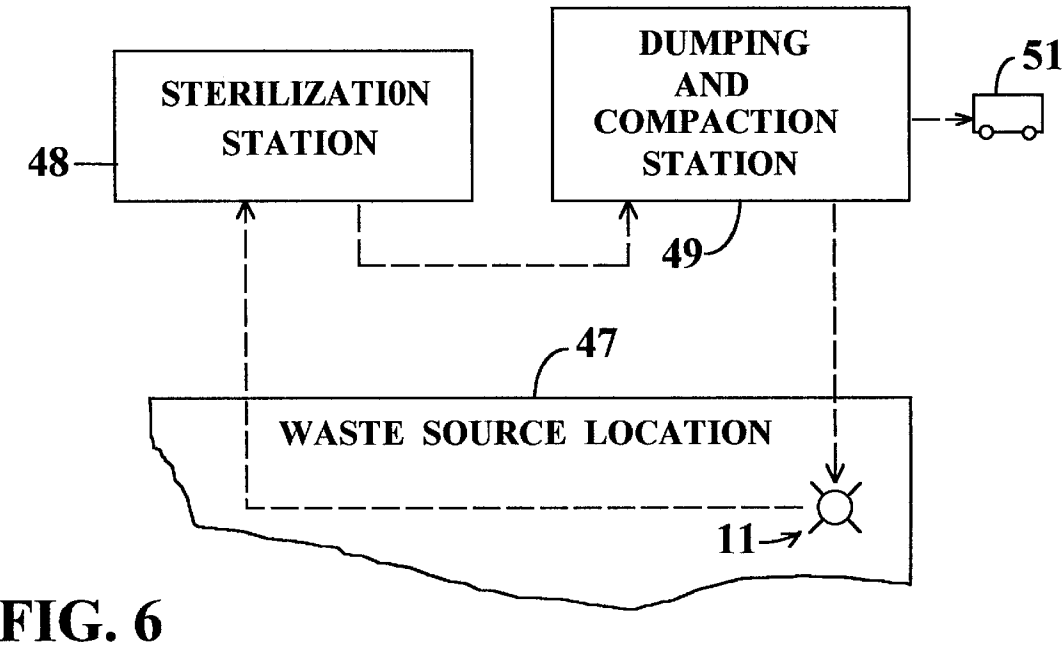 DUMPING
AND
COMPACTION
STATION
51
STERILIZATION
STATION
48
49
47
WASTE SOURCE LOCATION
11
FIG. 6